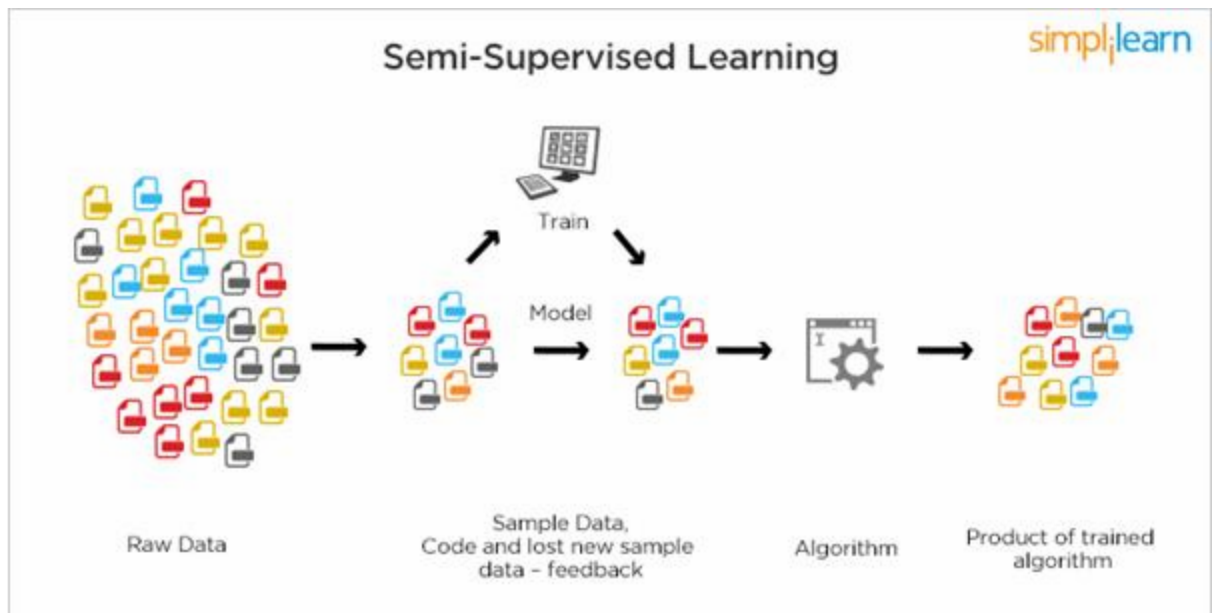 simplilearn
Semi-Supervised Learning
Train
Model
Raw Data
Sample Data,
Code and lost new sample
data – feedback
Algorithm
Product of trained
algorithm